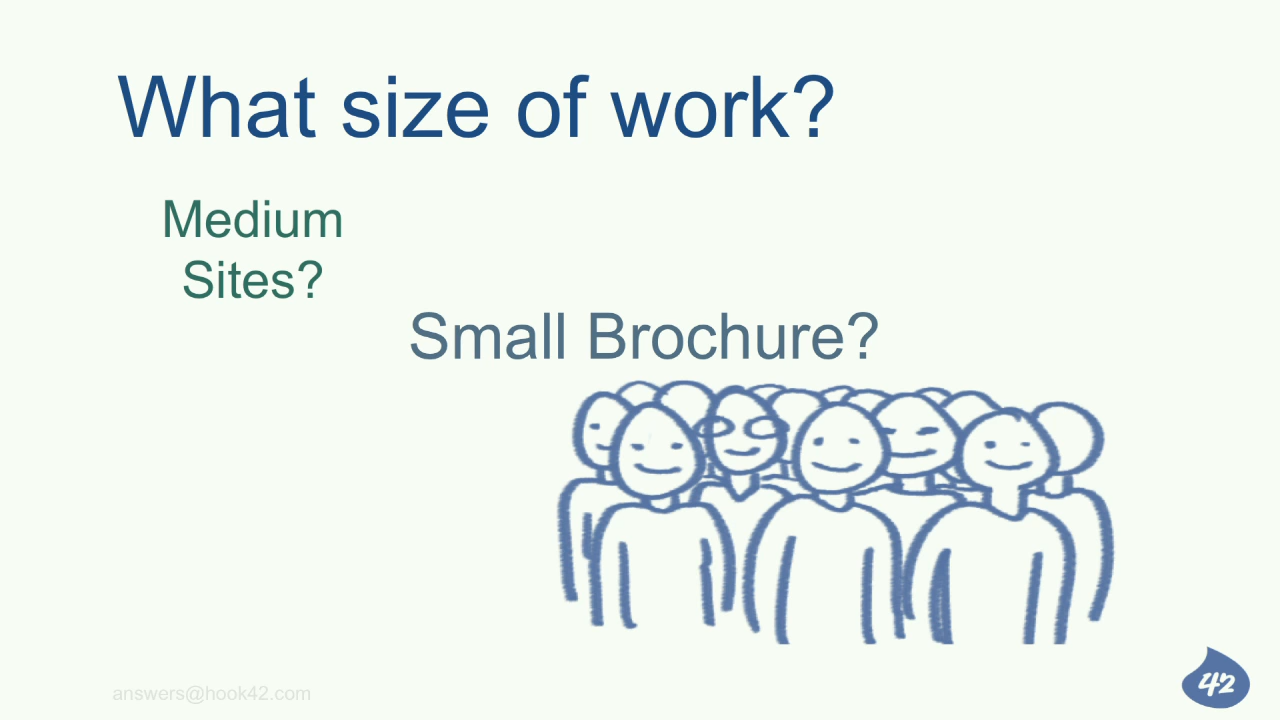 What size of work?
Medium
Sites?
Small Brochure?
answers@hook42.com
42